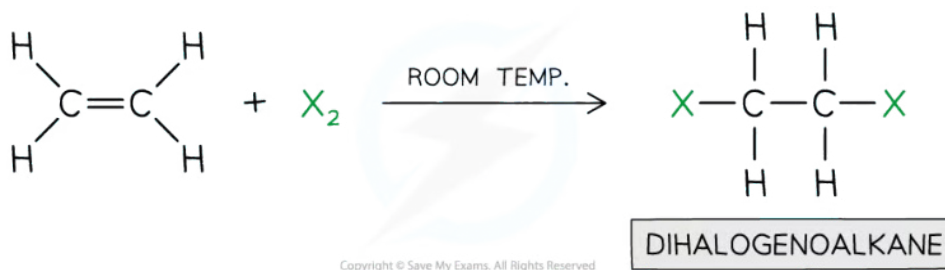 H H H H
C=C + X₂ ROOM TEMP. X—C—C—X
H H H H
DIHALOGENOALKANE
Copyright © Save My Exams. All Rights Reserved